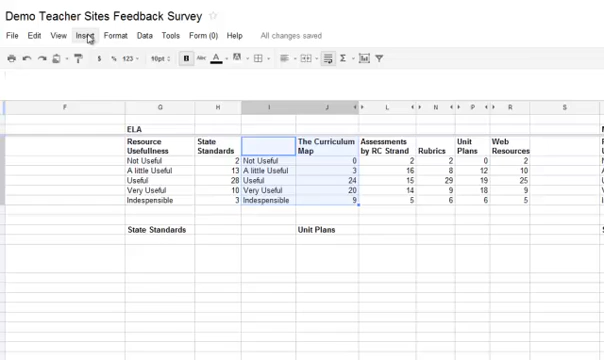 Demo Teacher Sites Feedback Survey
File Edit View Insert Format Data Tools Form (0) Help All changes saved
$ % 123 10pt B Abc A
F G H I J L N P R S
ELA
Resource Usefullness State Standards The Curriculum Map Assessments by RC Strand Rubrics Unit Plans Web Resources
Not Useful 2 Not Useful 0 2 2 0 2
A little Useful 13 A little Useful 3 16 8 12 10
Useful 28 Useful 24 15 29 19 25
Very Useful 10 Very Useful 20 14 9 18 9
Indespensible 3 Indespensible 9 5 6 6 5
State Standards Unit Plans